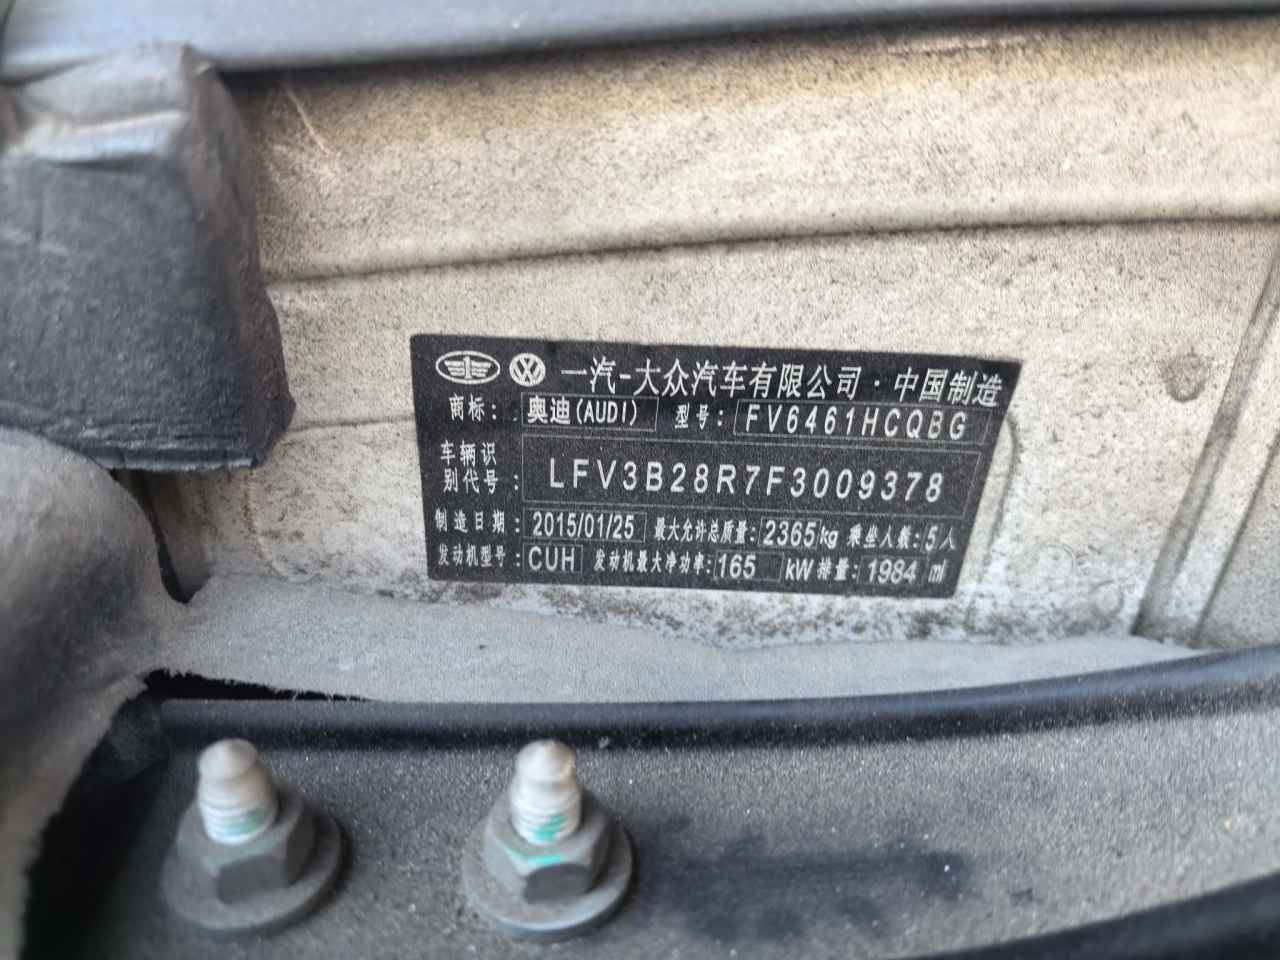 一汽-大众汽车有限公司·中国制造
商标: 奥迪(AUDI) 型号: FV6461HCQBG
车辆识别代号: LFV3B28R7F3009378
制造日期: 2015/01/25 最大允许总质量: 2365kg 乘坐人数: 5人
发动机型号: CUH 发动机最大净功率: 165 kW 排量: 1984 ml